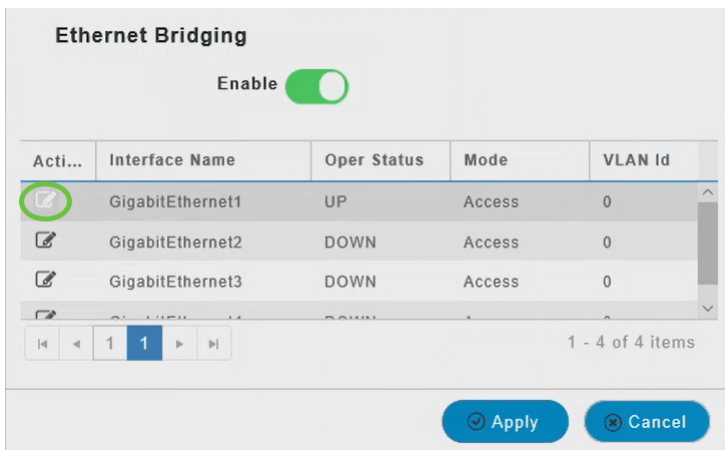 Ethernet Bridging
Enable
Acti... Interface Name Oper Status Mode VLAN Id
GigabitEthernet1 UP Access 0
GigabitEthernet2 DOWN Access 0
GigabitEthernet3 DOWN Access 0
1 1 1 - 4 of 4 items
Apply Cancel